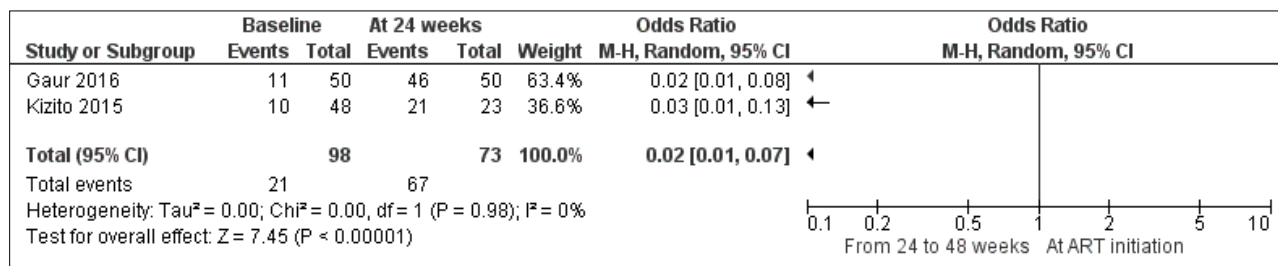 Baseline At 24 weeks Odds Ratio Odds Ratio
Study or Subgroup Events Total Events Total Weight M-H, Random, 95% CI M-H, Random, 95% CI
Gaur 2016 11 50 46 50 63.4% 0.02 [0.01, 0.08]
Kizito 2015 10 48 21 23 36.6% 0.03 [0.01, 0.13]
Total (95% CI) 98 73 100.0% 0.02 [0.01, 0.07]
Total events 21 67
Heterogeneity: Tau² = 0.00; Chi² = 0.00, df = 1 (P = 0.98); I² = 0%
Test for overall effect: Z = 7.45 (P < 0.00001)
0.1 0.2 0.5 1 2 5 10
From 24 to 48 weeks At ART initiation